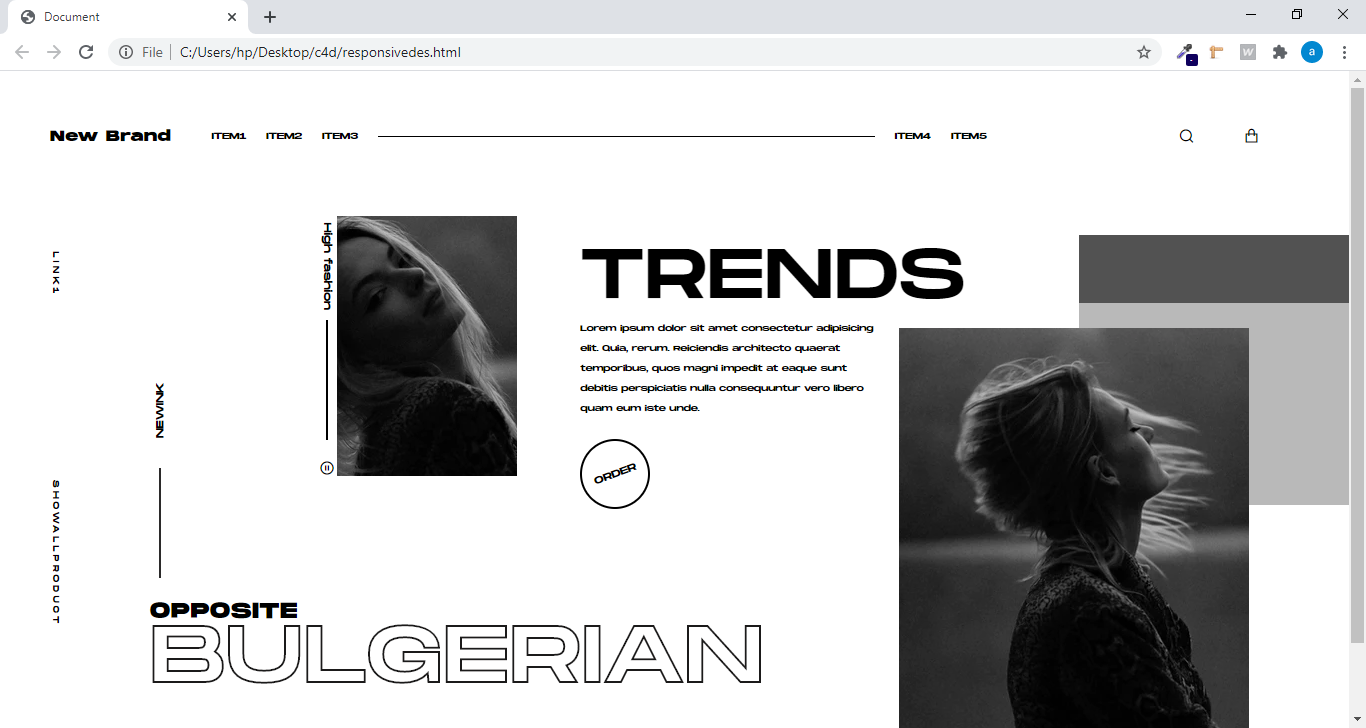 Document
File
C:/Users/hp/Desktop/c4d/responsivedes.html
a
New Brand ITEM1 ITEM2 ITEM3 ITEM4 ITEM5
LINK1
NEWINK
SHOWALLPRODUCT
High fashion
TRENDS
Lorem ipsum dolor sit amet consectetur adipisicing
elit. Quia, rerum. Reiciendis architecto quaerat
temporibus, quos magni impedit at eaque sunt
debitis perspiciatis nulla consequuntur vero libero
quam eum iste unde.
ORDER
OPPOSITE
BULGERIAN